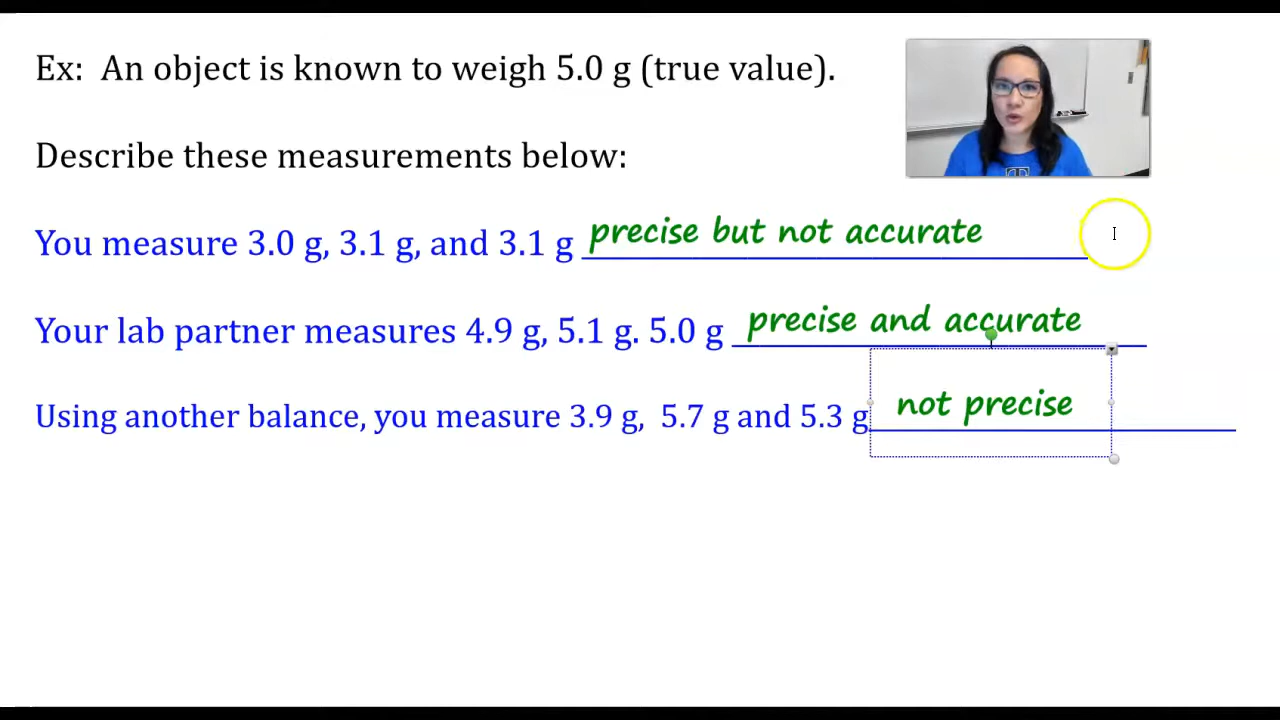 Ex: An object is known to weigh 5.0 g (true value).
Describe these measurements below:
You measure 3.0 g, 3.1 g, and 3.1 g precise but not accurate
Your lab partner measures 4.9 g, 5.1 g. 5.0 g precise and accurate
Using another balance, you measure 3.9 g, 5.7 g and 5.3 g not precise